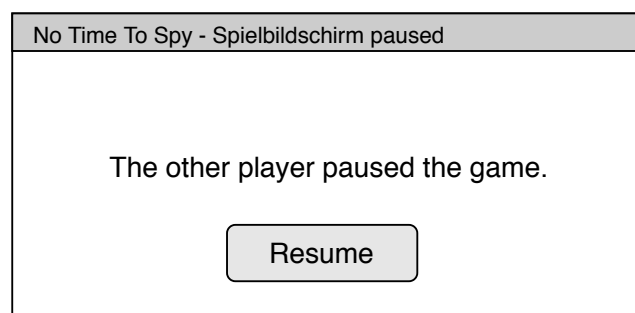 No Time To Spy - Spielbildschirm paused
The other player paused the game.
Resume